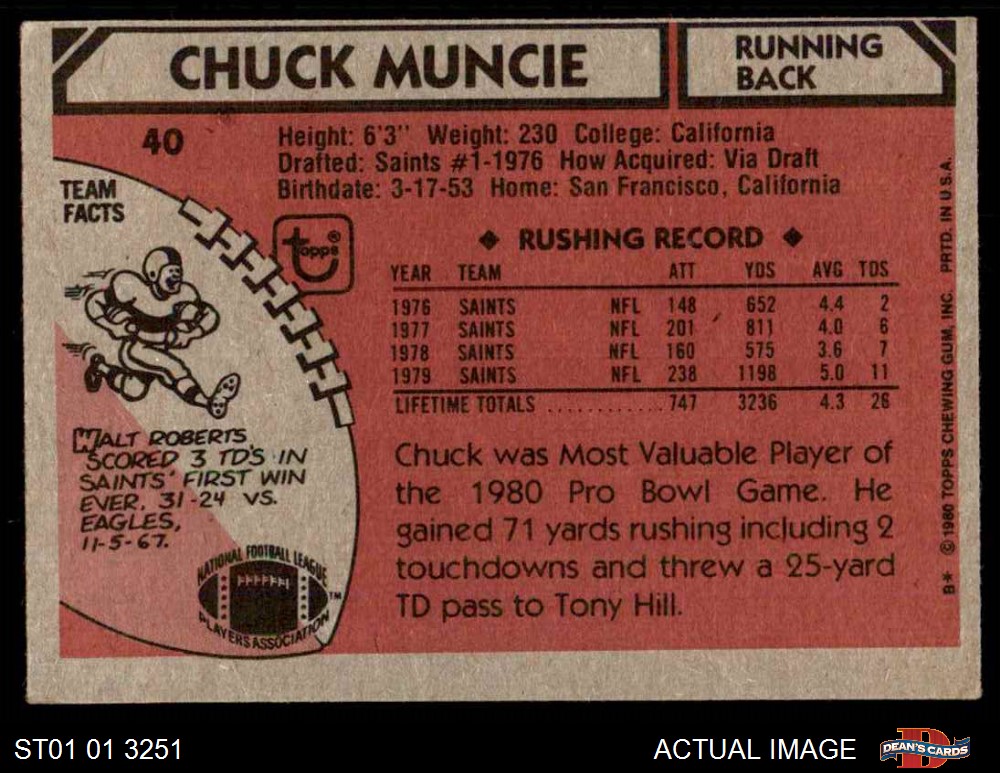 CHUCK MUNCIE
RUNNING
BACK
40
Height: 6'3" Weight: 230 College: California
Drafted: Saints #1-1976 How Acquired: Via Draft
Birthdate: 3-17-53 Home: San Francisco, California
TEAM
FACTS
topps®
WALT ROBERTS
SCORED 3 TD'S IN
SAINTS' FIRST WIN
EVER, 31-24 VS.
EAGLES,
11-5-67.
NATIONAL FOOTBALL LEAGUE
PLAYERS ASSOCIATION
TM
◆ RUSHING RECORD ◆
YEAR TEAM ATT YDS AVG TDS
1976 SAINTS NFL 148 652 4.4 2
1977 SAINTS NFL 201 811 4.0 6
1978 SAINTS NFL 160 575 3.6 7
1979 SAINTS NFL 238 1198 5.0 11
LIFETIME TOTALS ............ 747 3236 4.3 26
Chuck was Most Valuable Player of
the 1980 Pro Bowl Game. He
gained 71 yards rushing including 2
touchdowns and threw a 25-yard
TD pass to Tony Hill.
B* © 1980 TOPPS CHEWING GUM, INC. PRTD. IN U.S.A.
ST01 01 3251
ACTUAL IMAGE
DEAN'S CARDS